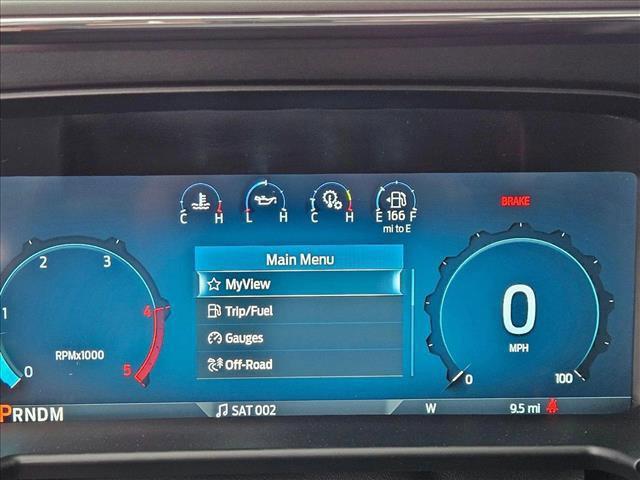 C H L H C H E 166 F
mi to E
BRAKE
Main Menu
MyView
Trip/Fuel
Gauges
Off-Road
0 1 2 3 4 5
RPMx1000
0
MPH
0 100
PRNDM
SAT 002
W
9.5 mi